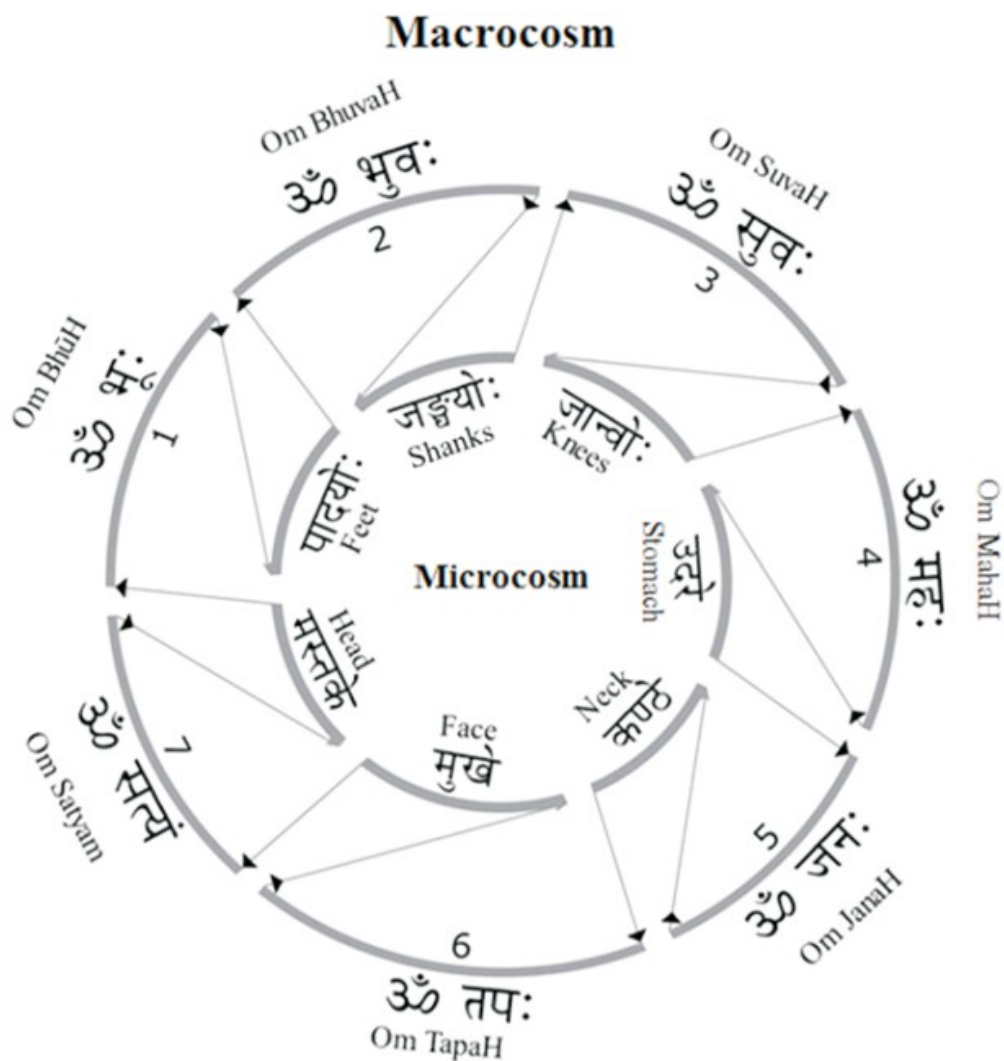 Macrocosm
Om BhūH
ॐ भूः
1
Om BhuvaH
ॐ भुवः
2
Om SuvaH
ॐ सुवः
3
Om MahaH
ॐ महः
4
Om JanaH
ॐ जनः
5
6
ॐ तपः
Om TapaH
7
ॐ सत्यं
Om Satyam
Microcosm
पादयोः
Feet
जङ्घयोः
Shanks
जान्वोः
Knees
उदरे
Stomach
Neck
कण्ठे
Face
मुखे
Head
मस्तके